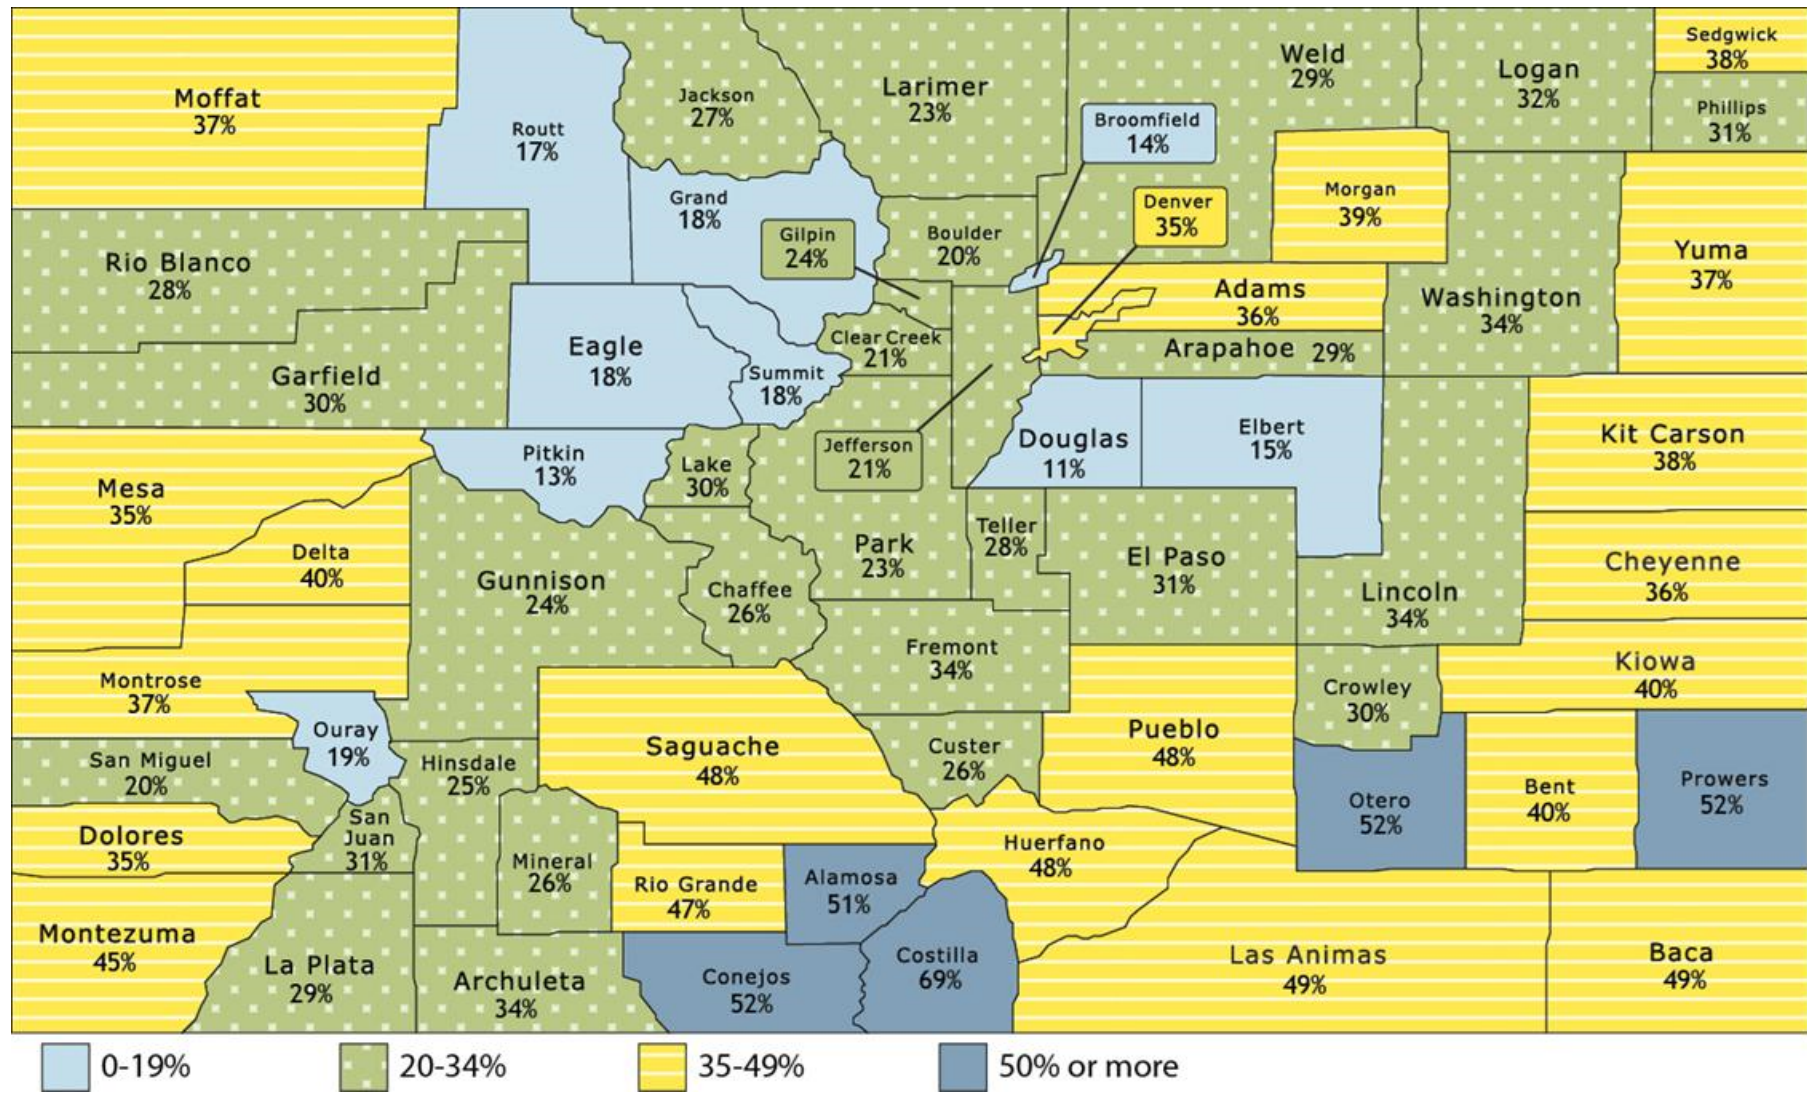 Moffat
37%
Routt
17%
Jackson
27%
Larimer
23%
Weld
29%
Logan
32%
Sedgwick
38%
Phillips
31%
Broomfield
14%
Morgan
39%
Denver
35%
Grand
18%
Gilpin
24%
Boulder
20%
Yuma
37%
Rio Blanco
28%
Adams
36%
Washington
34%
Eagle
18%
Clear Creek
21%
Arapahoe 29%
Garfield
30%
Summit
18%
Pitkin
13%
Lake
30%
Jefferson
21%
Douglas
11%
Elbert
15%
Kit Carson
38%
Mesa
35%
Delta
40%
Gunnison
24%
Chaffee
26%
Park
23%
Teller
28%
El Paso
31%
Lincoln
34%
Cheyenne
36%
Montrose
37%
Fremont
34%
Crowley
30%
Kiowa
40%
Ouray
19%
Saguache
48%
Custer
26%
Pueblo
48%
San Miguel
20%
Hinsdale
25%
Otero
52%
Bent
40%
Prowers
52%
Dolores
35%
San
Juan
31%
Mineral
26%
Rio Grande
47%
Alamosa
51%
Huerfano
48%
Montezuma
45%
La Plata
29%
Archuleta
34%
Conejos
52%
Costilla
69%
Las Animas
49%
Baca
49%
0-19%
20-34%
35-49%
50% or more